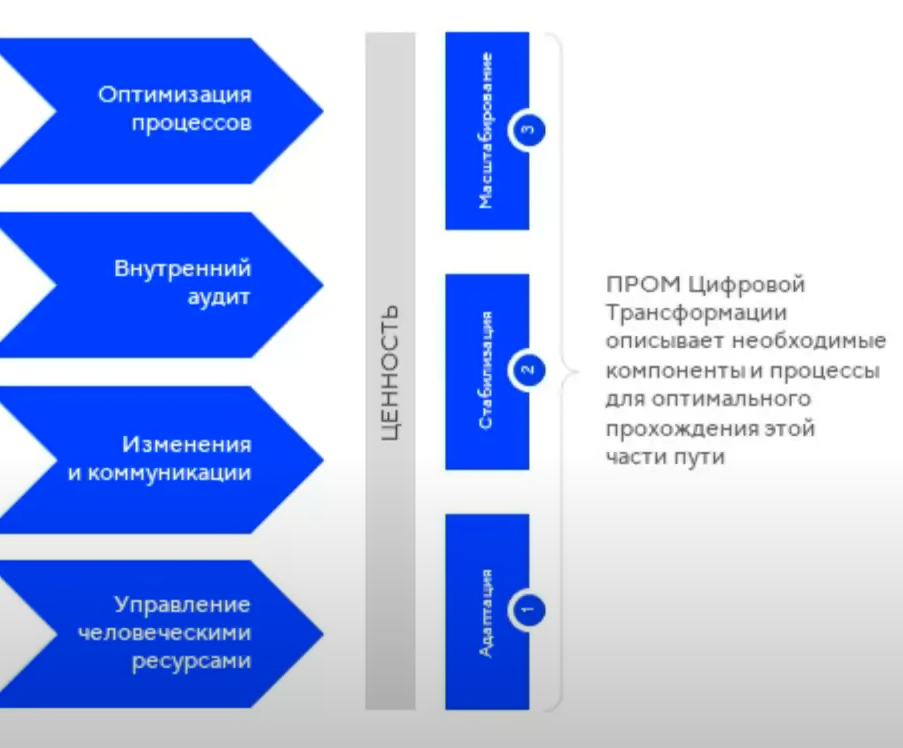 Оптимизация
процессов
Внутренний
аудит
Изменения
и коммуникации
Управление
человеческими
ресурсами
ЦЕННОСТЬ
Масштабирование
3
Стабилизация
2
Адаптация
1
ПРОМ Цифровой
Трансформации
описывает необходимые
компоненты и процессы
для оптимального
прохождения этой
части пути